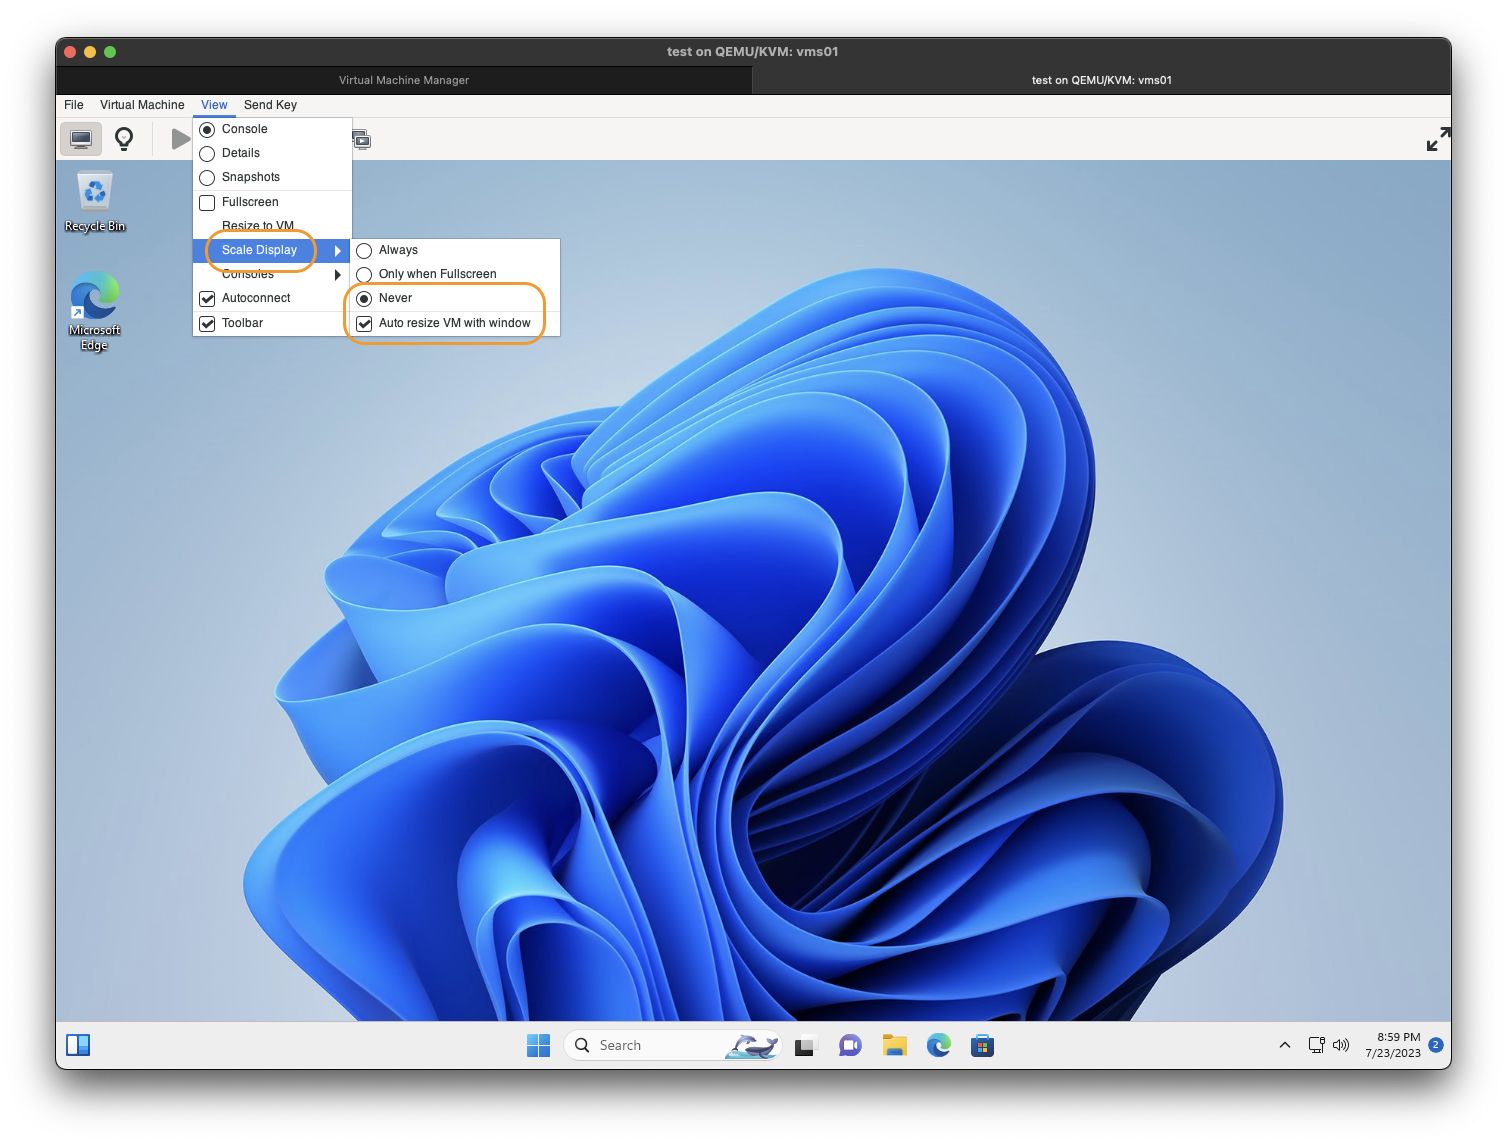 test on QEMU/KVM: vms01
Virtual Machine Manager
test on QEMU/KVM: vms01
File
Virtual Machine
View
Send Key
Console
Details
Snapshots
Fullscreen
Resize to VM
Scale Display
Consoles
Autoconnect
Toolbar
Always
Only when Fullscreen
Never
Auto resize VM with window
Recycle Bin
Microsoft
Edge
Search
8:59 PM
7/23/2023
2